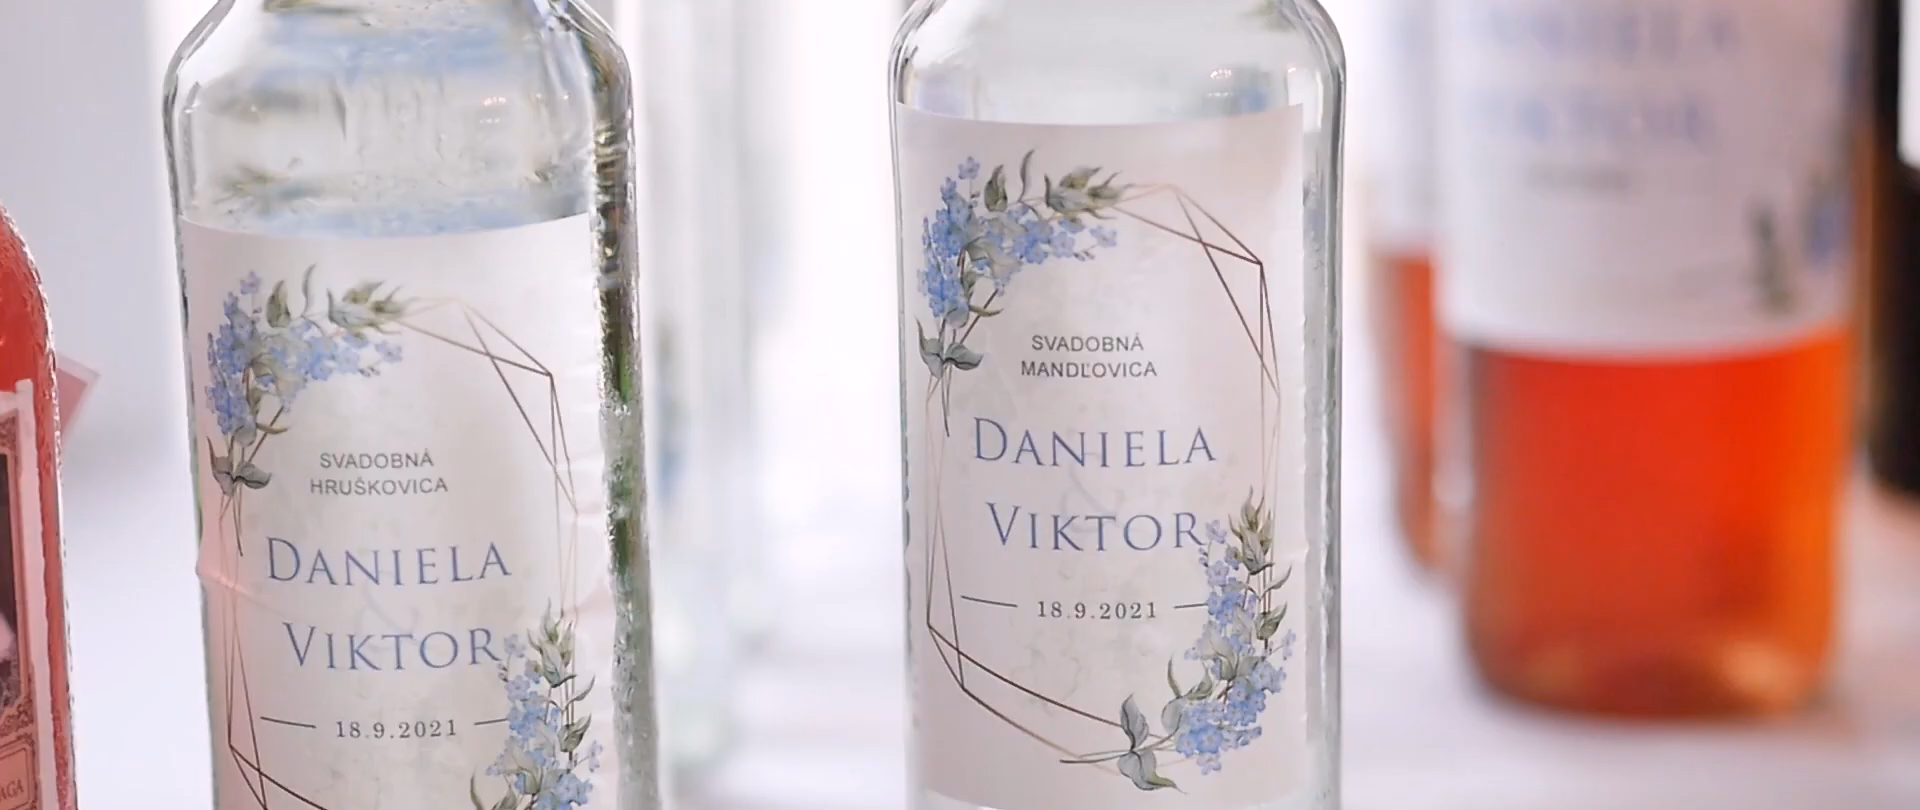 SVADOBNÁ
HRUŠKOVICA
DANIELA
&
VIKTOR
18.9.2021
SVADOBNÁ
MANDĽOVICA
DANIELA
&
VIKTOR
18.9.2021